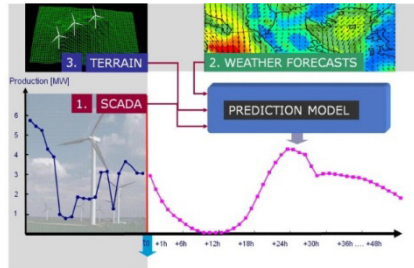 3. TERRAIN
2. WEATHER FORECASTS
Production [MW]
1. SCADA
PREDICTION MODEL
6
5
4
3
2
1
+1h +6h +12h +18h +24h +30h +36h .... +48h